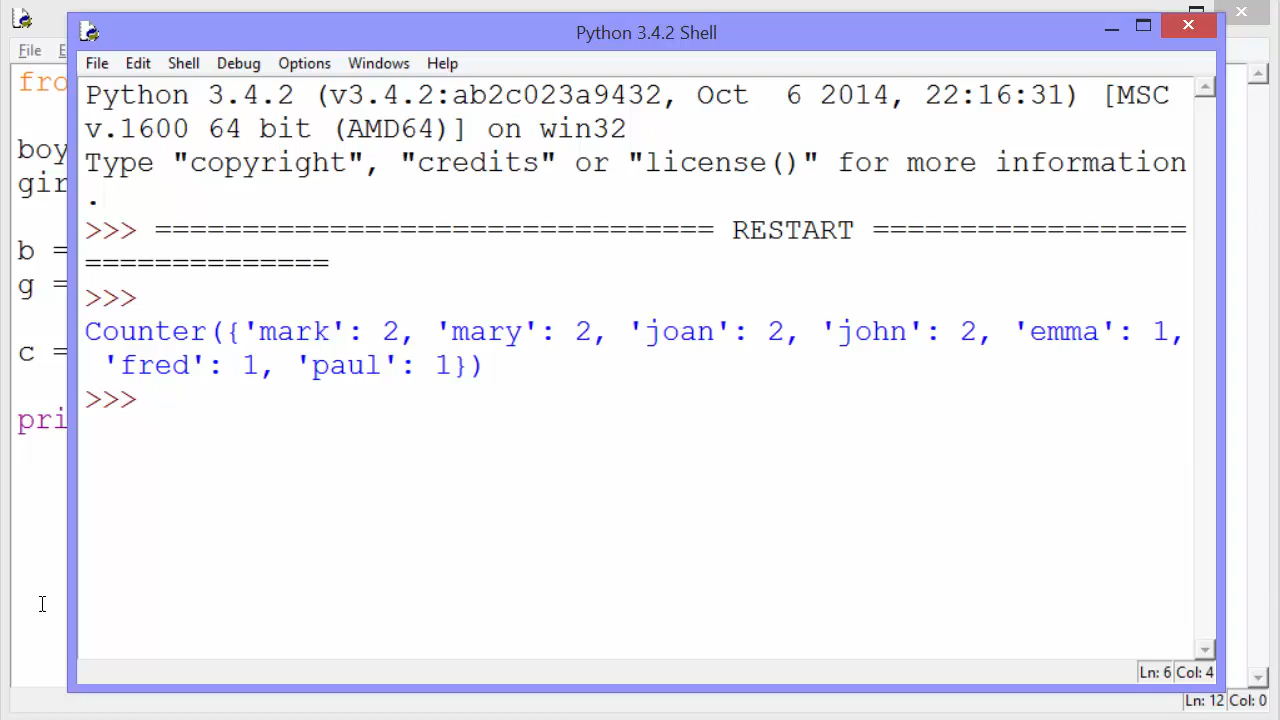 Python 3.4.2 Shell
File
File Edit Shell Debug Options Windows Help
Python 3.4.2 (v3.4.2:ab2c023a9432, Oct  6 2014, 22:16:31) [MSC
v.1600 64 bit (AMD64)] on win32
Type "copyright", "credits" or "license()" for more information
.
>>> ================================ RESTART ==================
==============
>>>
Counter({'mark': 2, 'mary': 2, 'joan': 2, 'john': 2, 'emma': 1,
 'fred': 1, 'paul': 1})
>>>
fro
boy
gir
b =
g =
c =
pri
Ln: 6 Col: 4
Ln: 12 Col: 0